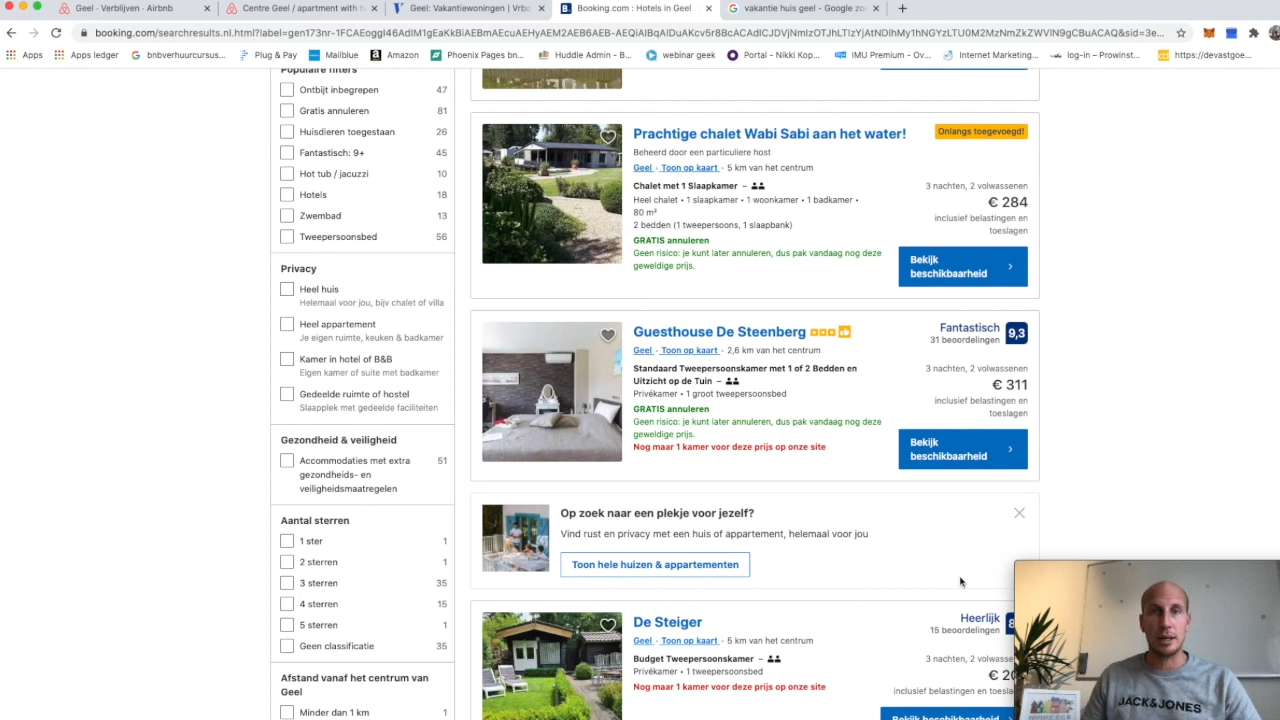 Geel · Verblijven - Airbnb
Centre Geel / apartment with t
Geel: Vakantiewoningen | Vrbo
Booking.com : Hotels in Geel .
vakantie huis geel - Google zo
booking.com/searchresults.nl.html?label=gen173nr-1FCAEoggI46AdIM1gEaKkBiAEBmAEcuAEHyAEM2AEB6AEB-
Apps
Apps ledger
bnbverhuurcursus...
Plug & Pay
Mailblue
Amazon
Phoenix Pages bn...
Huddle Admin - B...
webinar geek
Portal - Nikki Kop...
IMU Premium - Ov...
Internet Marketing...
log-in – ProwInst...
https://devastgoe...
Populaire filters
Ontbijt inbegrepen 47
Gratis annuleren 81
Huisdieren toegestaan 26
Fantastisch: 9+ 45
Hot tub / jacuzzi 10
Hotels 18
Zwembad 13
Tweepersoonsbed 56
Privacy
Heel huis
Helemaal voor jou, bijv chalet of villa
Heel appartement
Je eigen ruimte, keuken & badkamer
Kamer in hotel of B&B
Eigen kamer of suite met badkamer
Gedeelde ruimte of hostel
Slaapplek met gedeelde faciliteiten
Gezondheid & veiligheid
Accommodaties met extra 51
gezondheids- en
veiligheidsmaatregelen
Aantal sterren
1 ster 1
2 sterren 1
3 sterren 35
4 sterren 15
5 sterren 1
Geen classificatie 35
Afstand vanaf het centrum van
Geel
Minder dan 1 km 1
Prachtige chalet Wabi Sabi aan het water!
Onlangs toegevoegd!
Beheerd door een particuliere host
Geel · Toon op kaart · 5 km van het centrum
Chalet met 1 Slaapkamer –
Heel chalet • 1 slaapkamer • 1 woonkamer • 1 badkamer •
80 m²
2 bedden (1 tweepersoons, 1 slaapbank)
GRATIS annuleren
Geen risico: je kunt later annuleren, dus pak vandaag nog deze
geweldige prijs.
3 nachten, 2 volwassenen
€ 284
inclusief belastingen en
toeslagen
Bekijk
beschikbaarheid
Guesthouse De Steenberg
Fantastisch 9,3
31 beoordelingen
Geel · Toon op kaart · 2,6 km van het centrum
Standaard Tweepersoonskamer met 1 of 2 Bedden en
Uitzicht op de Tuin –
Privékamer • 1 groot tweepersoonsbed
GRATIS annuleren
Geen risico: je kunt later annuleren, dus pak vandaag nog deze
geweldige prijs.
Nog maar 1 kamer voor deze prijs op onze site
3 nachten, 2 volwassenen
€ 311
inclusief belastingen en
toeslagen
Bekijk
beschikbaarheid
Op zoek naar een plekje voor jezelf?
Vind rust en privacy met een huis of appartement, helemaal voor jou
Toon hele huizen & appartementen
De Steiger
Heerlijk 8
15 beoordelingen
Geel · Toon op kaart · 5 km van het centrum
Budget Tweepersoonskamer –
Privékamer • 1 tweepersoonsbed
Nog maar 1 kamer voor deze prijs op onze site
3 nachten, 2 volwasse
€ 2
inclusief belastingen en toesla
Bekijk beschikbaarheid
JACK&JONES